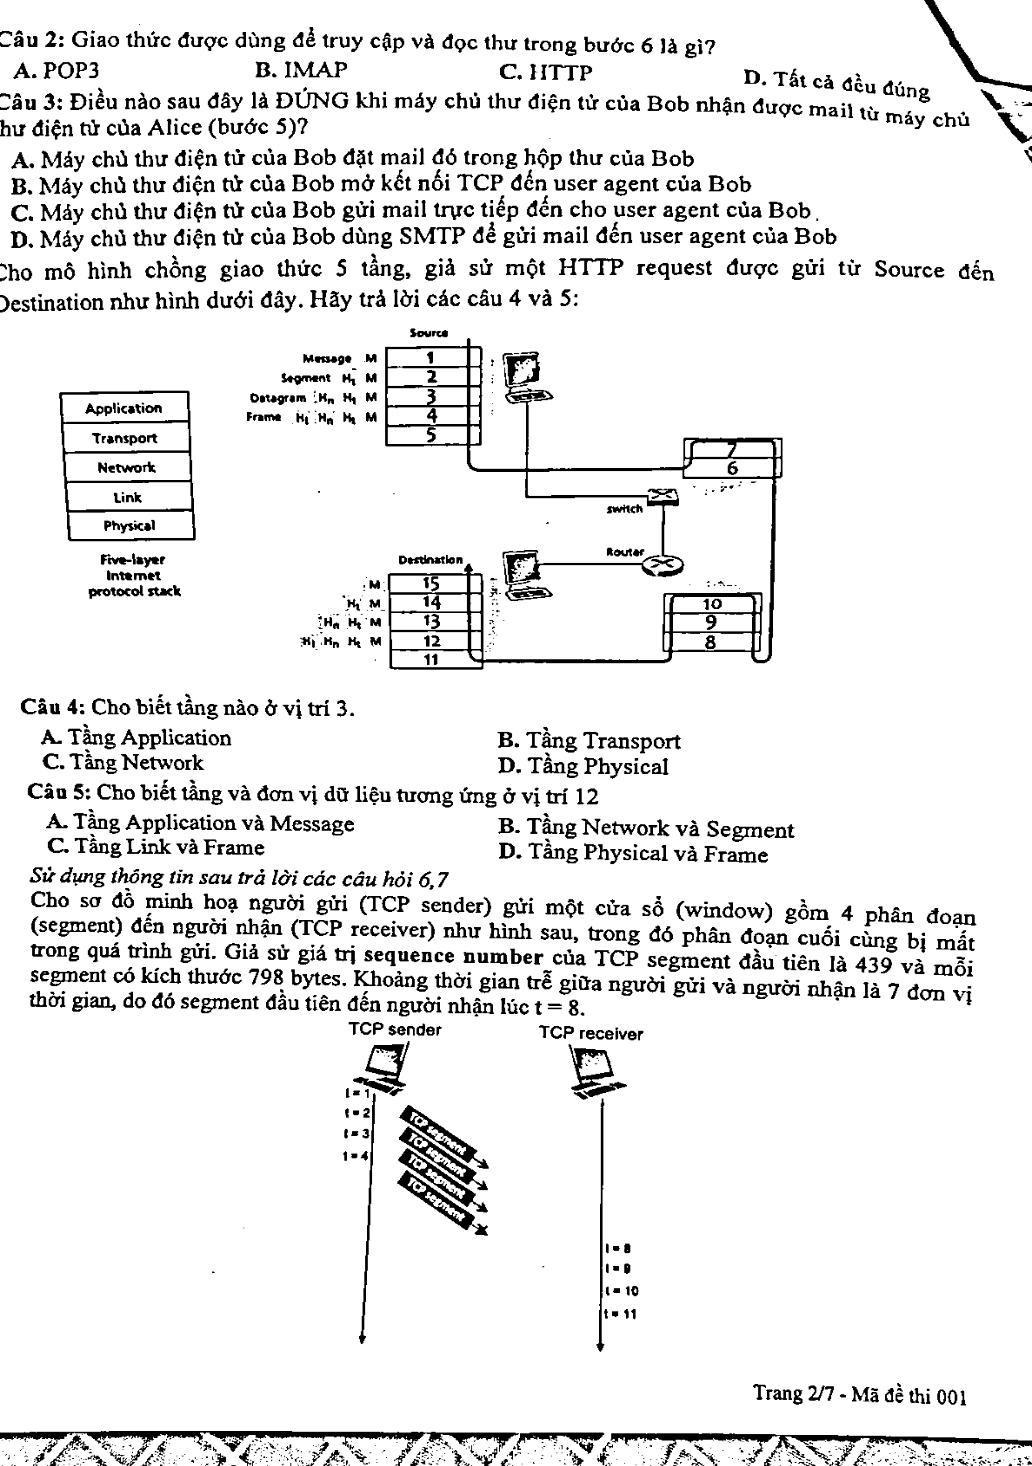 Câu 2: Giao thức được dùng để truy cập và đọc thư trong bước 6 là gì?
A. POP3 B. IMAP C. HTTP D. Tất cả đều đúng
Câu 3: Điều nào sau đây là ĐÚNG khi máy chủ thư điện tử của Bob nhận được mail từ máy chủ
hư điện tử của Alice (bước 5)?
A. Máy chủ thư điện tử của Bob đặt mail đó trong hộp thư của Bob
B. Máy chủ thư điện tử của Bob mở kết nối TCP đến user agent của Bob
C. Máy chủ thư điện tử của Bob gửi mail trực tiếp đến cho user agent của Bob
D. Máy chủ thư điện tử của Bob dùng SMTP để gửi mail đến user agent của Bob
Cho mô hình chồng giao thức 5 tầng, giả sử một HTTP request được gửi từ Source đến
Destination như hình dưới đây. Hãy trả lời các câu 4 và 5:
Source
Message M 1
Segment Ht M 2
Datagram Hn Ht M 3
Frame Hl Hn Ht M 4
5
Application
Transport
Network
Link
Physical
Five-layer
Internet
protocol stack
7
6
switch
Router
Destination
M 15
Ht M 14
Hn Ht M 13
Hl Hn Ht M 12
11
10
9
8
Câu 4: Cho biết tầng nào ở vị trí 3.
A. Tầng Application B. Tầng Transport
C. Tầng Network D. Tầng Physical
Câu 5: Cho biết tầng và đơn vị dữ liệu tương ứng ở vị trí 12
A. Tầng Application và Message B. Tầng Network và Segment
C. Tầng Link và Frame D. Tầng Physical và Frame
Sử dụng thông tin sau trả lời các câu hỏi 6,7
Cho sơ đồ minh hoạ người gửi (TCP sender) gửi một cửa sổ (window) gồm 4 phân đoạn
(segment) đến người nhận (TCP receiver) như hình sau, trong đó phân đoạn cuối cùng bị mất
trong quá trình gửi. Giả sử giá trị sequence number của TCP segment đầu tiên là 439 và mỗi
segment có kích thước 798 bytes. Khoảng thời gian trễ giữa người gửi và người nhận là 7 đơn vị
thời gian, do đó segment đầu tiên đến người nhận lúc t = 8.
TCP sender TCP receiver
t = 1
t = 2
t = 3
t = 4
TCP segment
TCP segment
TCP segment
TCP segment
t = 8
t = 9
t = 10
t = 11
Trang 2/7 - Mã đề thi 001